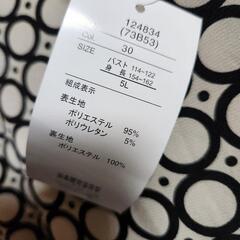 124834
(73B53)
Col. 30
SIZE
バスト 114~122
身長 154~162
5L
組成表示
表生地
ポリエステル 95%
ポリウレタン 5%
裏生地
ポリエステル 100%